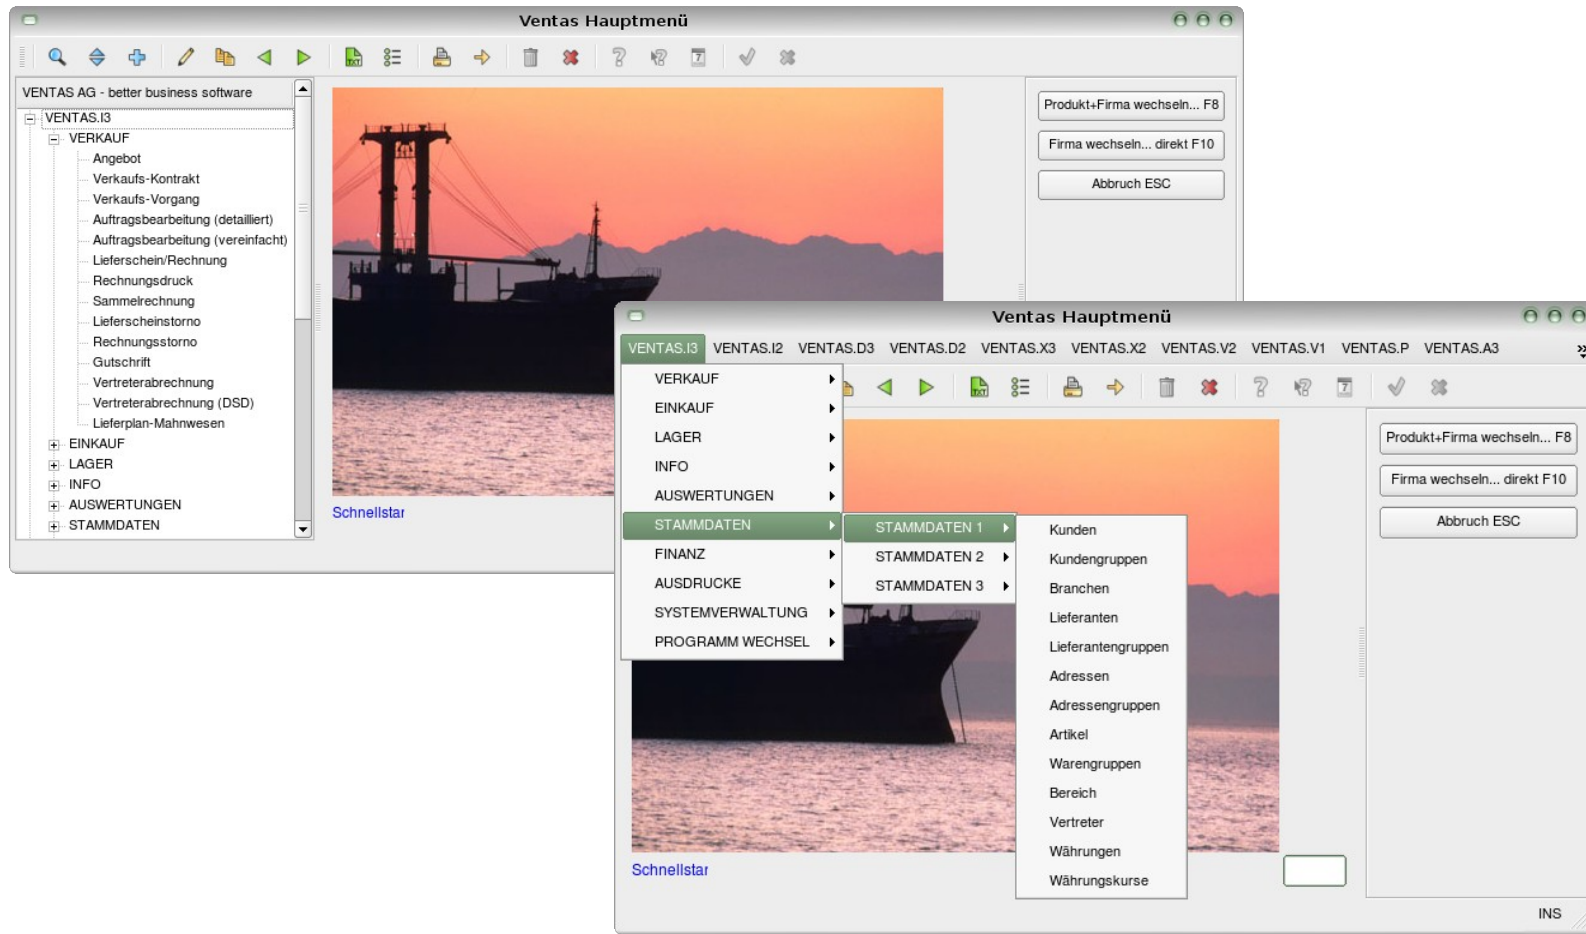 Ventas Hauptmenü
TXT
7
VENTAS AG - better business software
VENTAS.I3
VERKAUF
Angebot
Verkaufs-Kontrakt
Verkaufs-Vorgang
Auftragsbearbeitung (detailliert)
Auftragsbearbeitung (vereinfacht)
Lieferschein/Rechnung
Rechnungsdruck
Sammelrechnung
Lieferscheinstorno
Rechnungsstorno
Gutschrift
Vertreterabrechnung
Vertreterabrechnung (DSD)
Lieferplan-Mahnwesen
EINKAUF
LAGER
INFO
AUSWERTUNGEN
STAMMDATEN
Schnellstar
Produkt+Firma wechseln... F8
Firma wechseln... direkt F10
Abbruch ESC
Ventas Hauptmenü
VENTAS.I3 VENTAS.I2 VENTAS.D3 VENTAS.D2 VENTAS.X3 VENTAS.X2 VENTAS.V2 VENTAS.V1 VENTAS.P VENTAS.A3
TXT
7
VERKAUF
EINKAUF
LAGER
INFO
AUSWERTUNGEN
STAMMDATEN
FINANZ
AUSDRUCKE
SYSTEMVERWALTUNG
PROGRAMM WECHSEL
STAMMDATEN 1
STAMMDATEN 2
STAMMDATEN 3
Kunden
Kundengruppen
Branchen
Lieferanten
Lieferantengruppen
Adressen
Adressengruppen
Artikel
Warengruppen
Bereich
Vertreter
Währungen
Währungskurse
Produkt+Firma wechseln... F8
Firma wechseln... direkt F10
Abbruch ESC
Schnellstar
INS